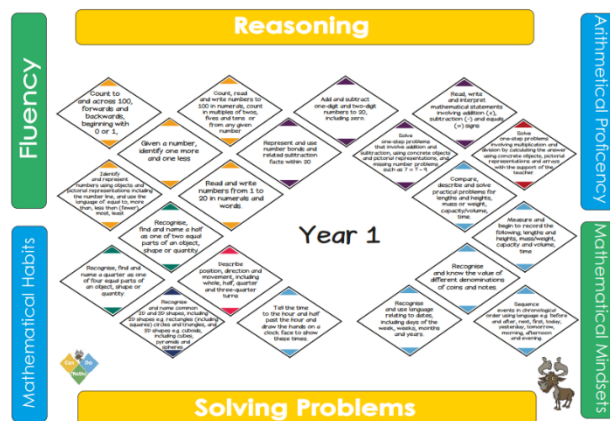 Reasoning
Fluency
Arithmetical Proficiency
Count to
and across 100,
forwards and
backwards,
beginning with
0 or 1,
Count, read
and write numbers to
100 in numerals, count
in multiples of twos,
fives and tens or
from any given
number
Add and subtract
one-digit and two-digit
numbers to 20,
including zero
Read, write
and interpret
mathematical statements
involving addition (+),
subtraction (-) and equals
(=) signs
Given a number,
identify one more
and one less
Represent and use
number bonds and
related subtraction
facts within 20
Solve
one-step problems
that involve addition and
subtraction, using concrete objects
and pictorial representations, and
missing number problems
such as 7 = ? - 9
Solve
one-step problems
involving multiplication and
division by calculating the answer
using concrete objects, pictorial
representations and arrays
with the support of the
teacher
Identify
and represent
numbers using objects and
pictorial representations including
the number line, and use the
language of equal to, more
than, less than (fewer),
most, least
Read and write
numbers from 1 to
20 in numerals and
words
Compare,
describe and solve
practical problems for
lengths and heights,
mass or weight,
capacity/volume,
time
Recognise,
find and name a half
as one of two equal
parts of an object,
shape or quantity
Year 1
Measure and
begin to record the
following: lengths and
heights, mass/weight,
capacity and volume,
time
Recognise, find and
name a quarter as one
of four equal parts of
an object, shape or
quantity
Describe
position, direction and
movement, including
whole, half, quarter
and three-quarter
turns
Recognise
and know the value of
different denominations
of coins and notes
Recognise
and name common
2D and 3D shapes, including
2D shapes e.g. rectangles (including
squares) circles and triangles, and
3D shapes e.g. cuboids,
including cubes,
pyramids and
spheres
Tell the time
to the hour and half
past the hour and
draw the hands on a
clock face to show
these times
Recognise
and use language
relating to dates,
including days of the
week, weeks, months
and years
Sequence
events in chronological
order using language e.g. before
and after, next, first, today,
yesterday, tomorrow,
morning, afternoon
and evening
Mathematical Habits
Mathematical Mindsets
Can
Do
Maths
Solving Problems